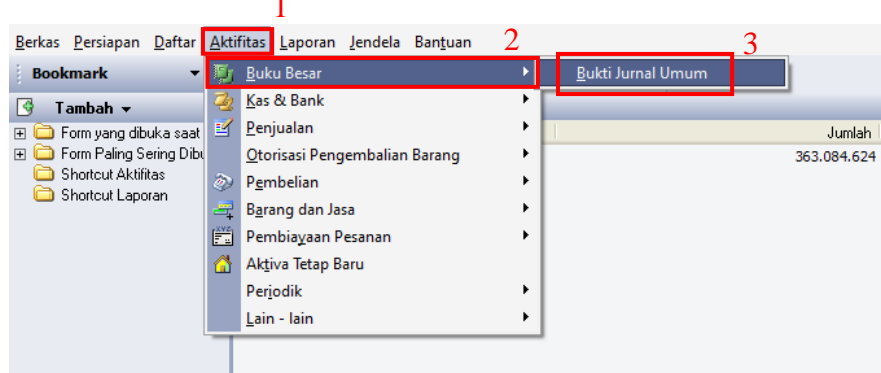 1
Berkas Persiapan Daftar Aktifitas Laporan Jendela Bantuan
2
3
Bookmark
Buku Besar
Bukti Jurnal Umum
Tambah
Kas & Bank
Form yang dibuka saat
Penjualan
Jumlah
Form Paling Sering Dibu
Otorisasi Pengembalian Barang
363.084.624
Shortcut Aktifitas
Pembelian
Shortcut Laporan
Barang dan Jasa
Pembiayaan Pesanan
Aktiva Tetap Baru
Periodik
Lain - lain